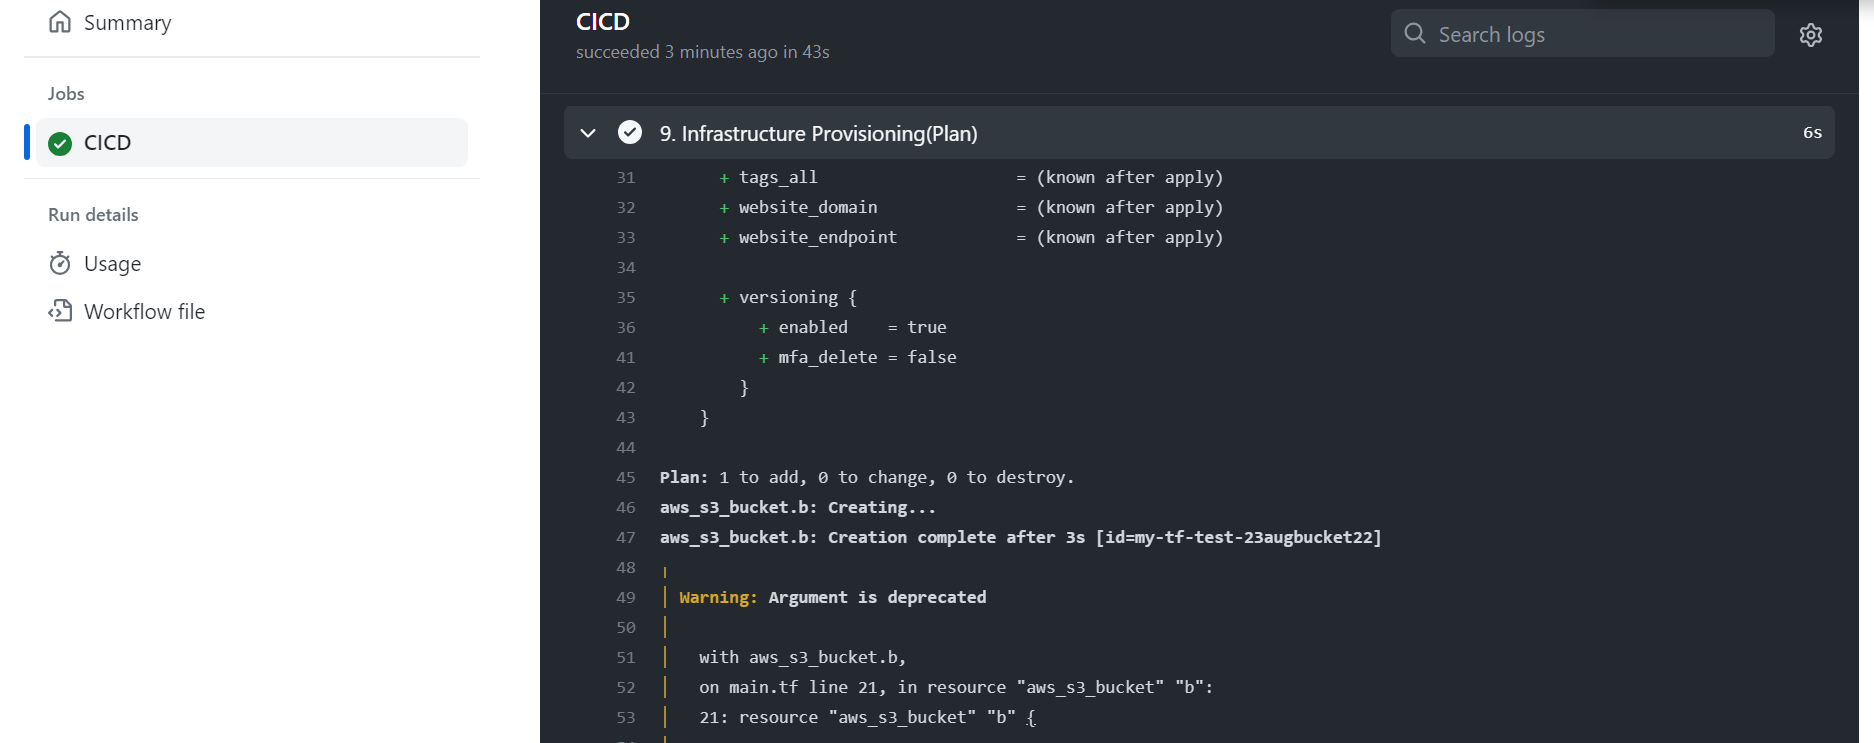 Summary
Jobs
CICD
Run details
Usage
Workflow file
CICD
succeeded 3 minutes ago in 43s
Search logs
9. Infrastructure Provisioning(Plan) 6s
31 + tags_all = (known after apply)
32 + website_domain = (known after apply)
33 + website_endpoint = (known after apply)
34
35 + versioning {
36 + enabled = true
41 + mfa_delete = false
42 }
43 }
44
45 Plan: 1 to add, 0 to change, 0 to destroy.
46 aws_s3_bucket.b: Creating...
47 aws_s3_bucket.b: Creation complete after 3s [id=my-tf-test-23augbucket22]
48 ╷
49 │ Warning: Argument is deprecated
50 │
51 │ with aws_s3_bucket.b,
52 │ on main.tf line 21, in resource "aws_s3_bucket" "b":
53 │ 21: resource "aws_s3_bucket" "b" {